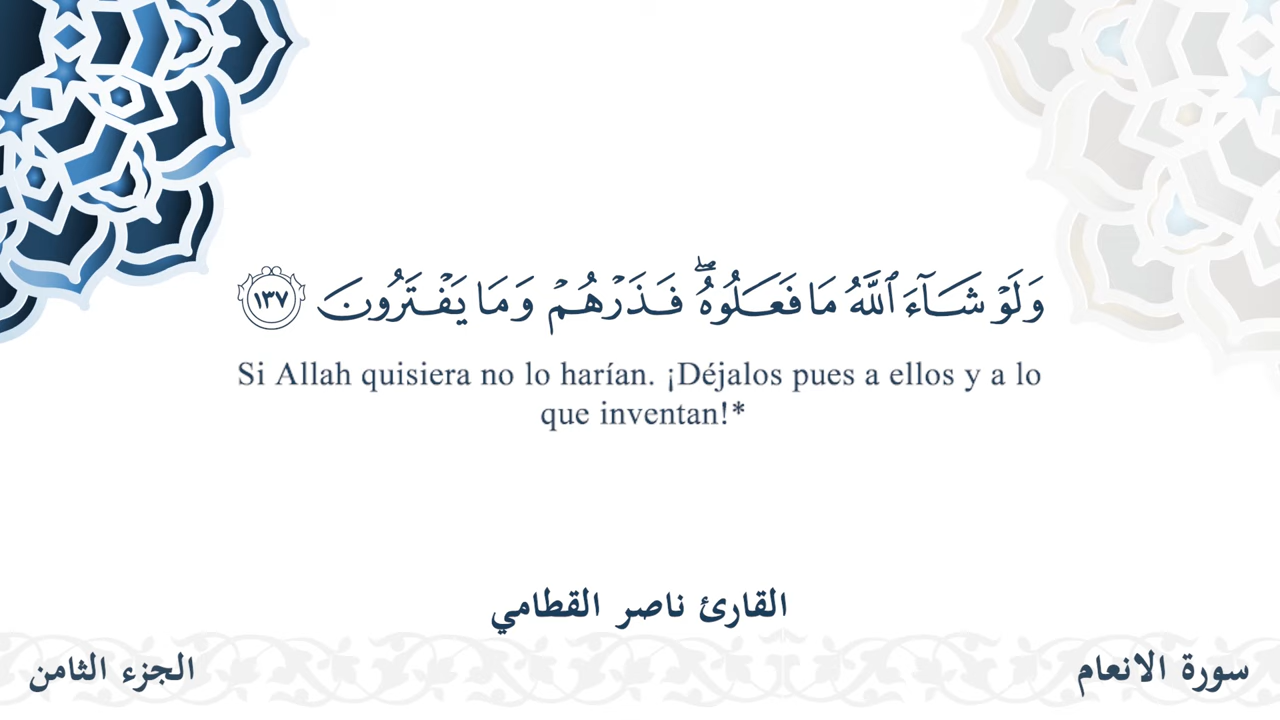 وَلَوۡ شَآءَ ٱللَّهُ مَا فَعَلُوهُۖ فَذَرۡهُمۡ وَمَا يَفۡتَرُونَ ١٣٧
Si Allah quisiera no lo harían. ¡Déjalos pues a ellos y a lo
que inventan!*
القارئ ناصر القطامي
سورة الانعام
الجزء الثامن